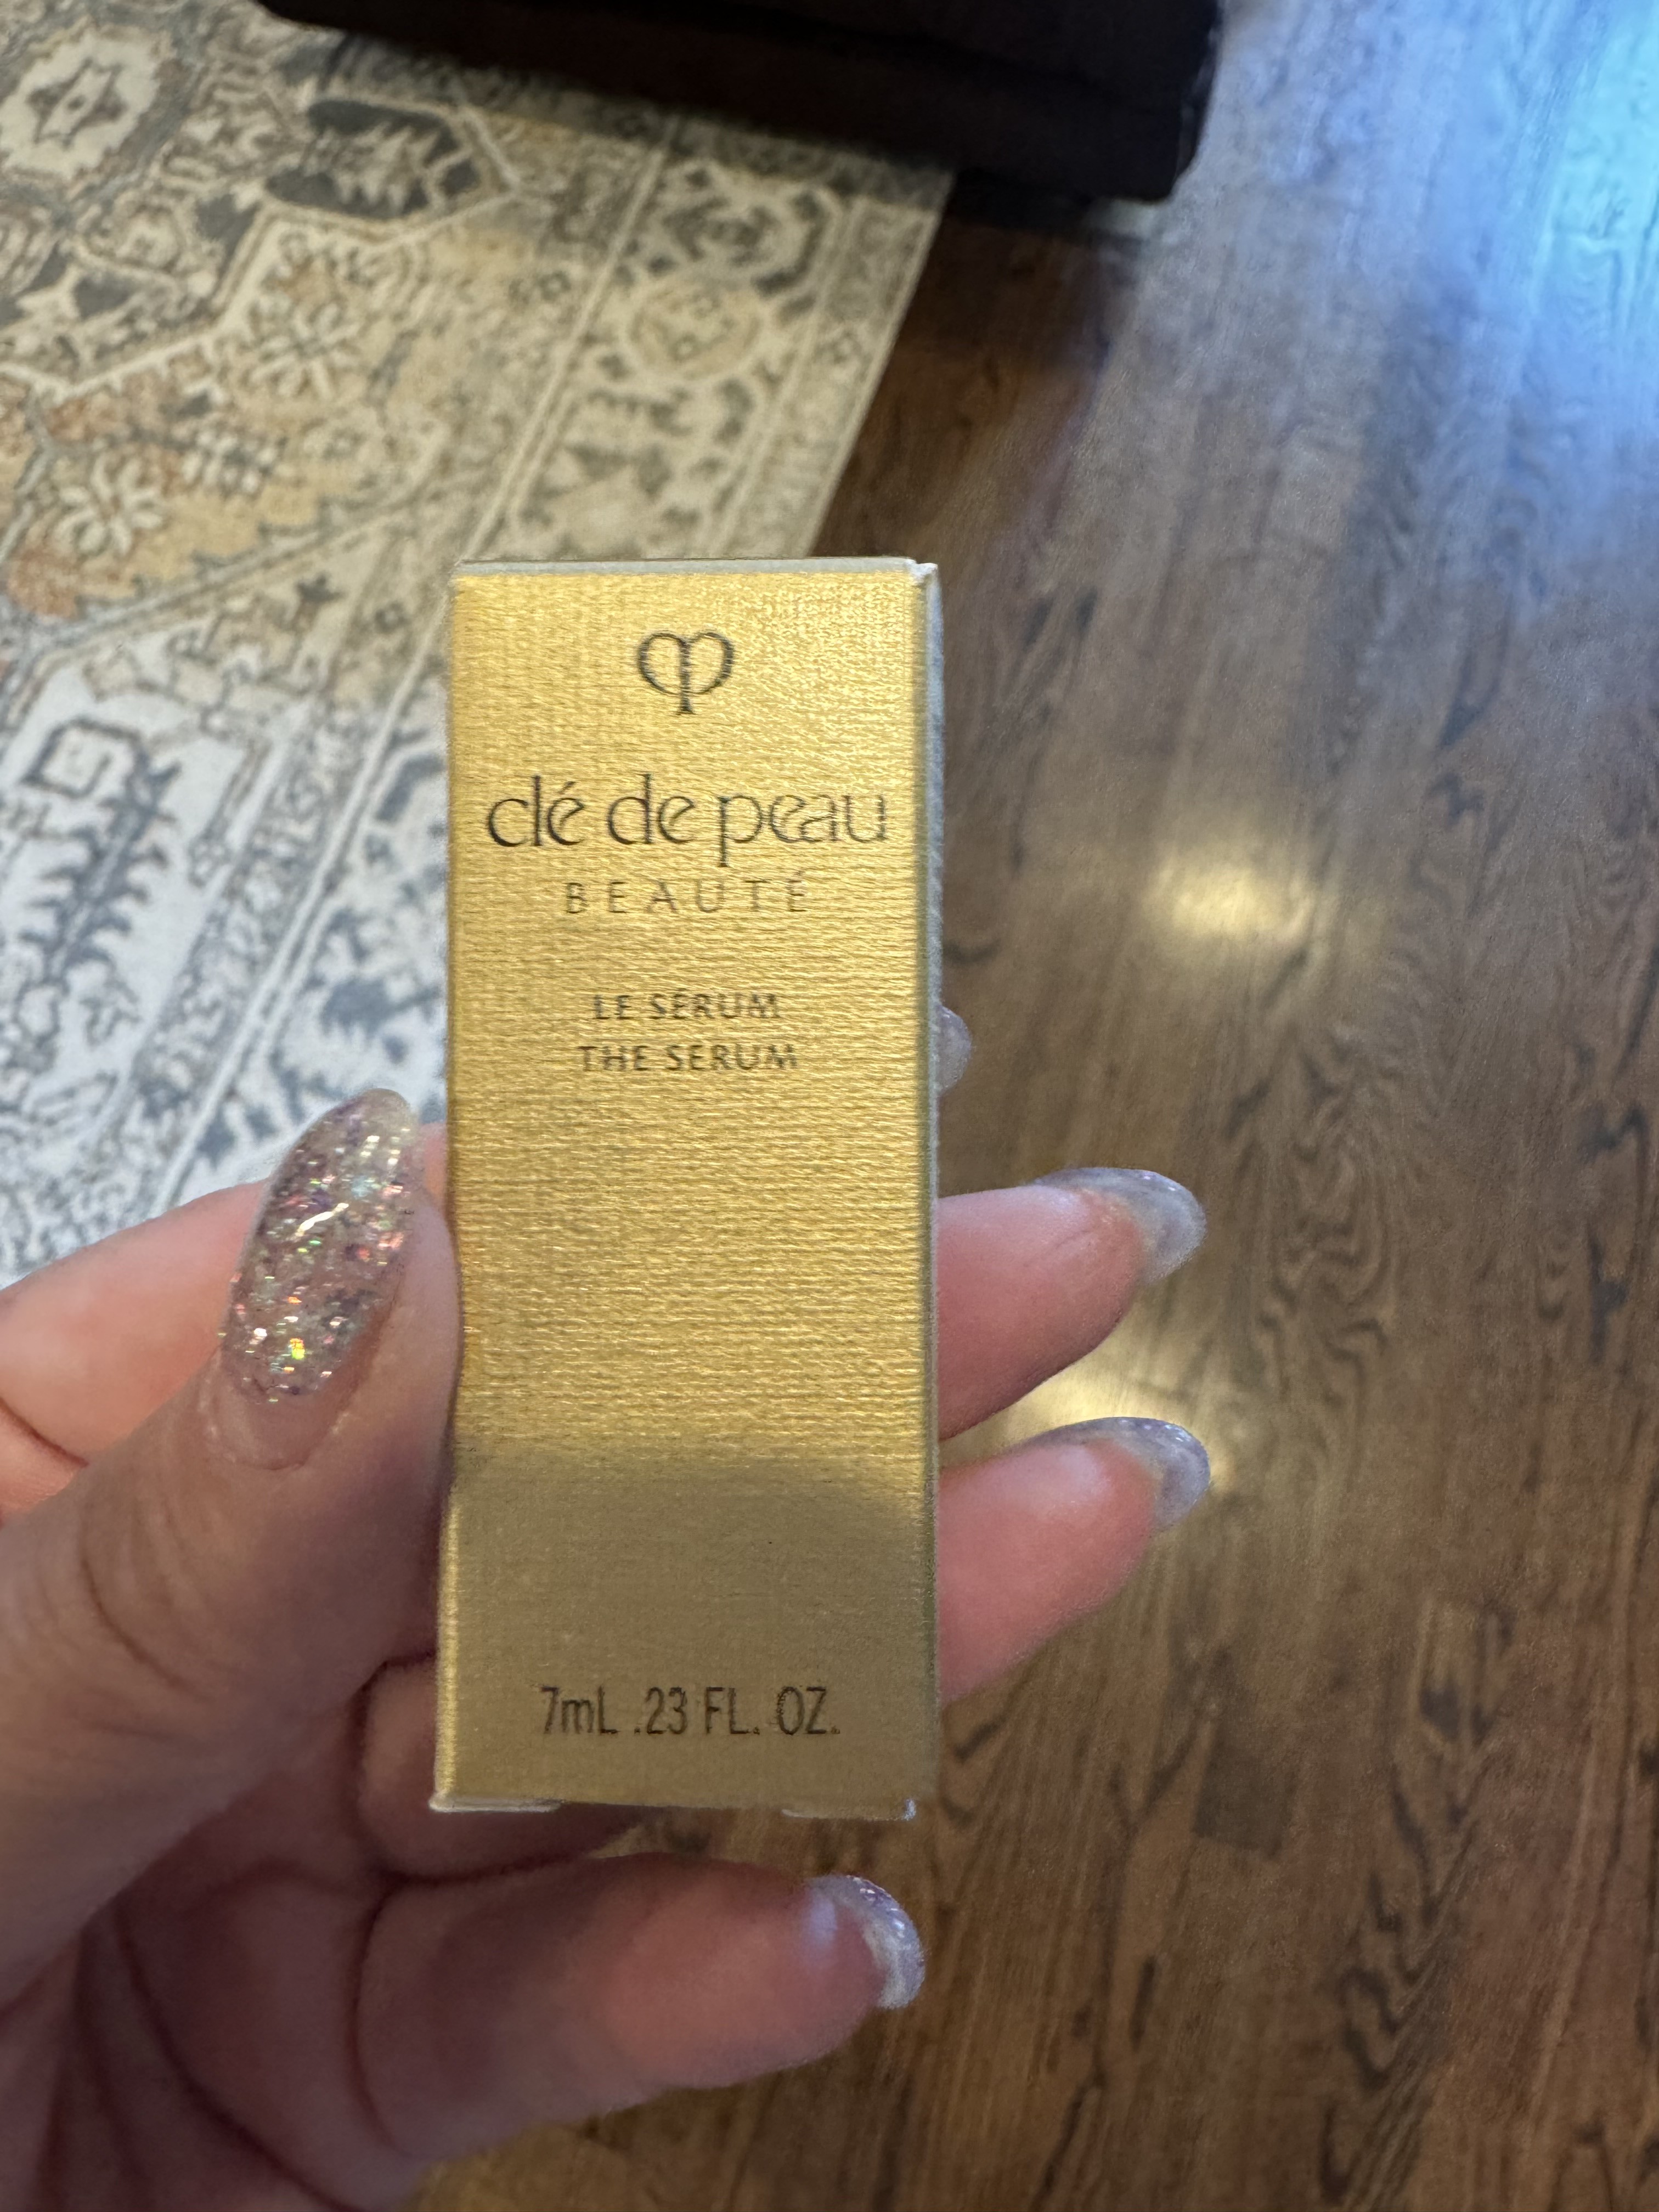 clé de peau
BEAUTÉ
LE SÉRUM
THE SERUM
7mL .23 FL. OZ.